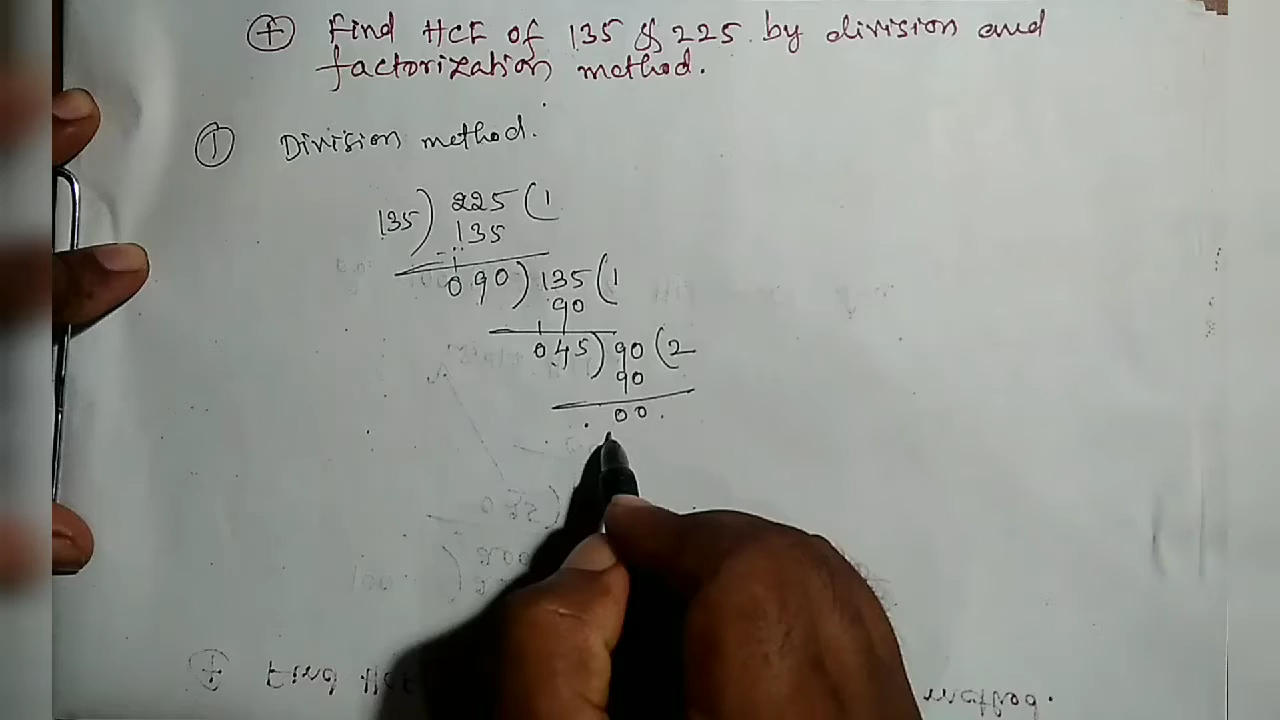 + Find HCF of 135 & 225. by division and
factorization method.
① Division method.
135) 225 (1
- 135
090) 135 (1
90
045) 90 (2
90
00.